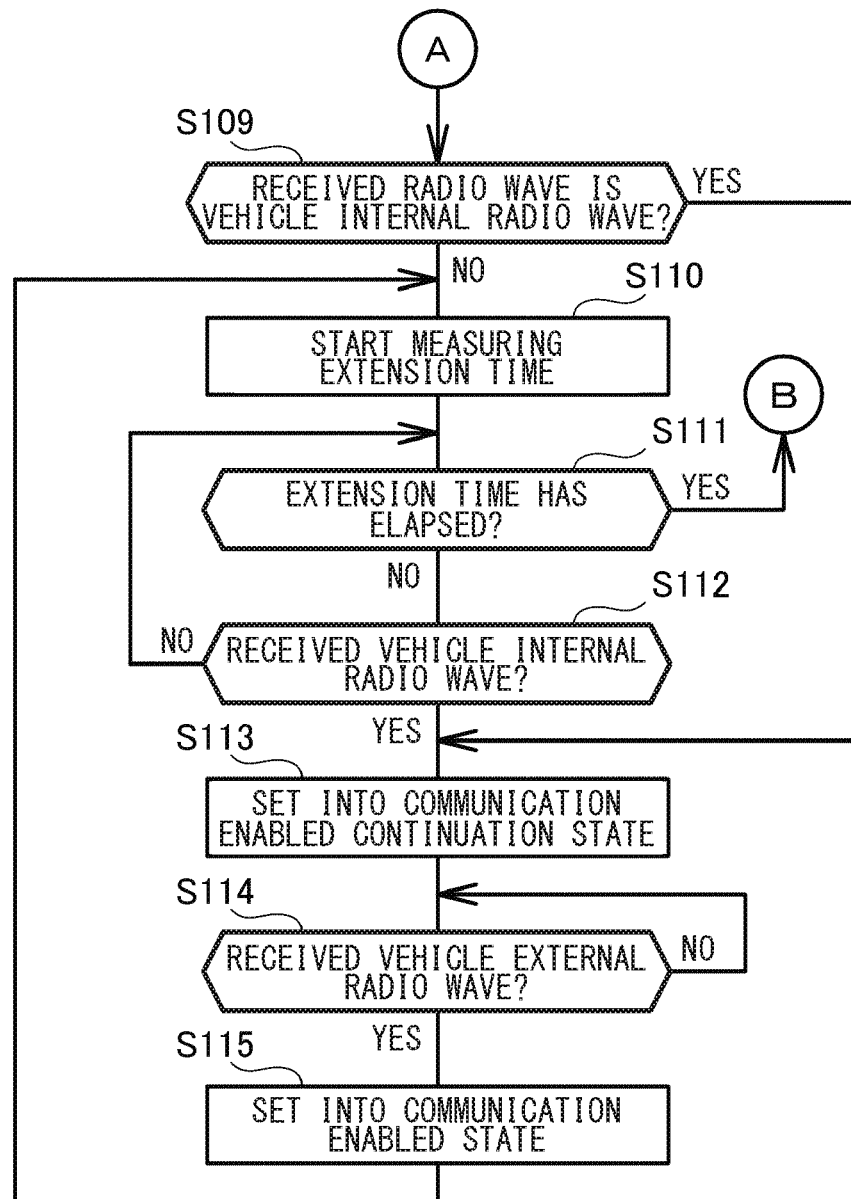 A
S109
RECEIVED RADIO WAVE IS
VEHICLE INTERNAL RADIO WAVE?
YES
NO
S110
START MEASURING
EXTENSION TIME
B
S111
EXTENSION TIME HAS
ELAPSED?
YES
NO
S112
NO
RECEIVED VEHICLE INTERNAL
RADIO WAVE?
YES
S113
SET INTO COMMUNICATION
ENABLED CONTINUATION STATE
S114
RECEIVED VEHICLE EXTERNAL
RADIO WAVE?
NO
YES
S115
SET INTO COMMUNICATION
ENABLED STATE